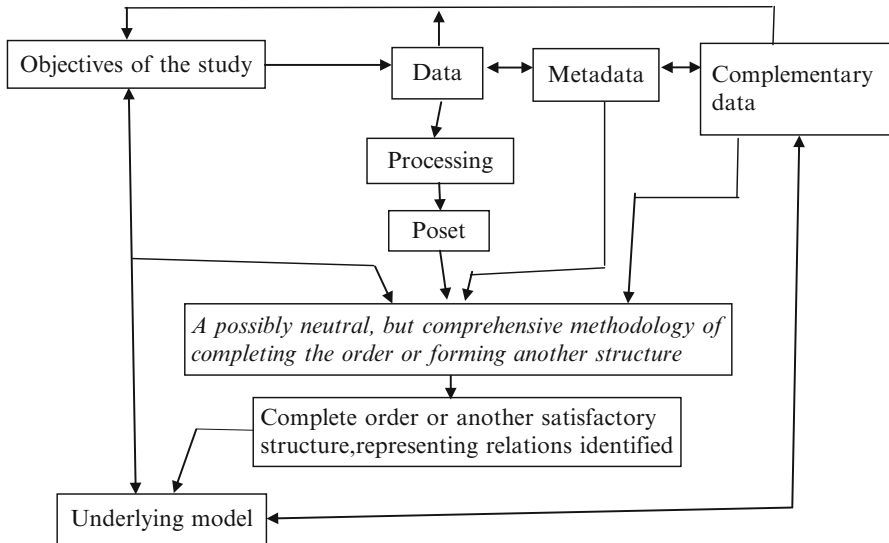 Objectives of the study
Data
Metadata
Complementary
data
Processing
Poset
A possibly neutral, but comprehensive methodology of
completing the order or forming another structure
Complete order or another satisfactory
structure,representing relations identified
Underlying model